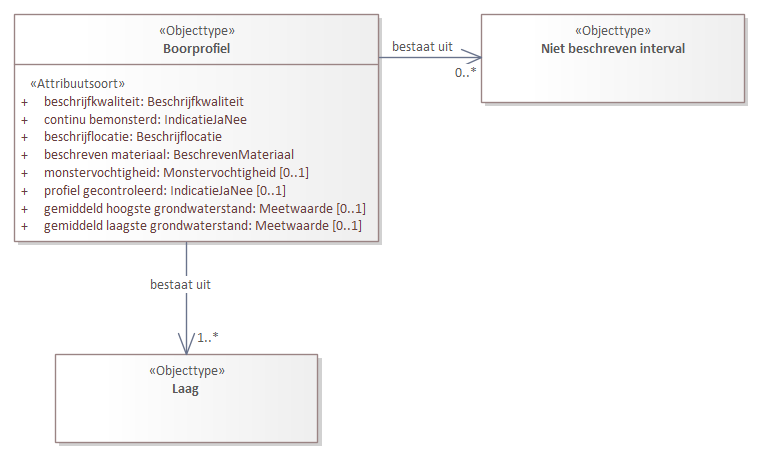 «Objecttype»
Boorprofiel
«Attribuutsoort»
+ beschrijfkwaliteit: Beschrijfkwaliteit
+ continu bemonsterd: IndicatieJaNee
+ beschrijflocatie: Beschrijflocatie
+ beschreven materiaal: BeschrevenMateriaal
+ monstervochtigheid: Monstervochtigheid [0..1]
+ profiel gecontroleerd: IndicatieJaNee [0..1]
+ gemiddeld hoogste grondwaterstand: Meetwaarde [0..1]
+ gemiddeld laagste grondwaterstand: Meetwaarde [0..1]
bestaat uit
0..*
«Objecttype»
Niet beschreven interval
bestaat uit
1..*
«Objecttype»
Laag